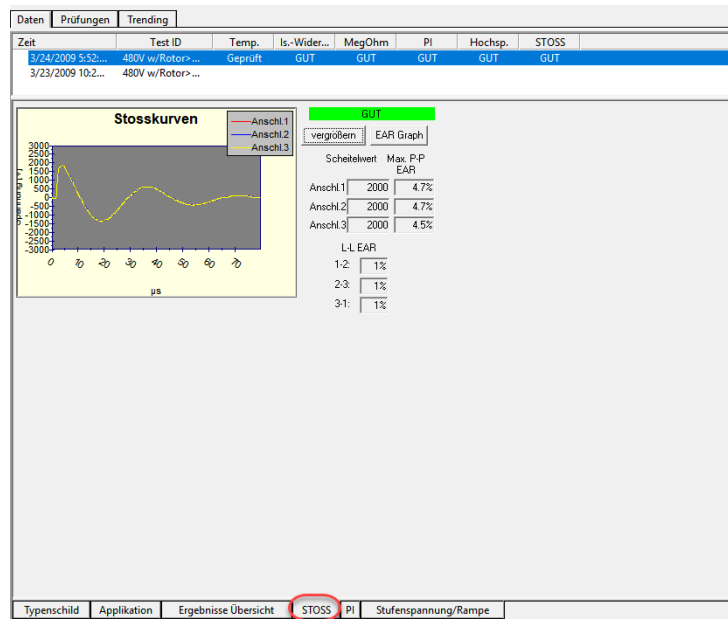 Daten Prüfungen Trending
Zeit Test ID Temp. Is.-Wider... MegOhm PI Hochsp. STOSS
3/24/2009 5:52:... 480V w/Rotor>... Geprüft GUT GUT GUT GUT GUT
3/23/2009 10:2... 480V w/Rotor>...
Stosskurven
Anschl.1
Anschl.2
Anschl.3
Spannung [V]
3000
2500
2000
1500
1000
500
0
-500
-1000
-1500
-2000
-2500
-3000
0 10 20 30 40 50 60 70
µs
GUT
vergrößern EAR Graph
Scheitelwert Max. P-P
EAR
Anschl.1 2000 4.7%
Anschl.2 2000 4.7%
Anschl.3 2000 4.5%
L-L EAR
1-2: 1%
2-3: 1%
3-1: 1%
Typenschild Applikation Ergebnisse Übersicht STOSS PI Stufenspannung/Rampe